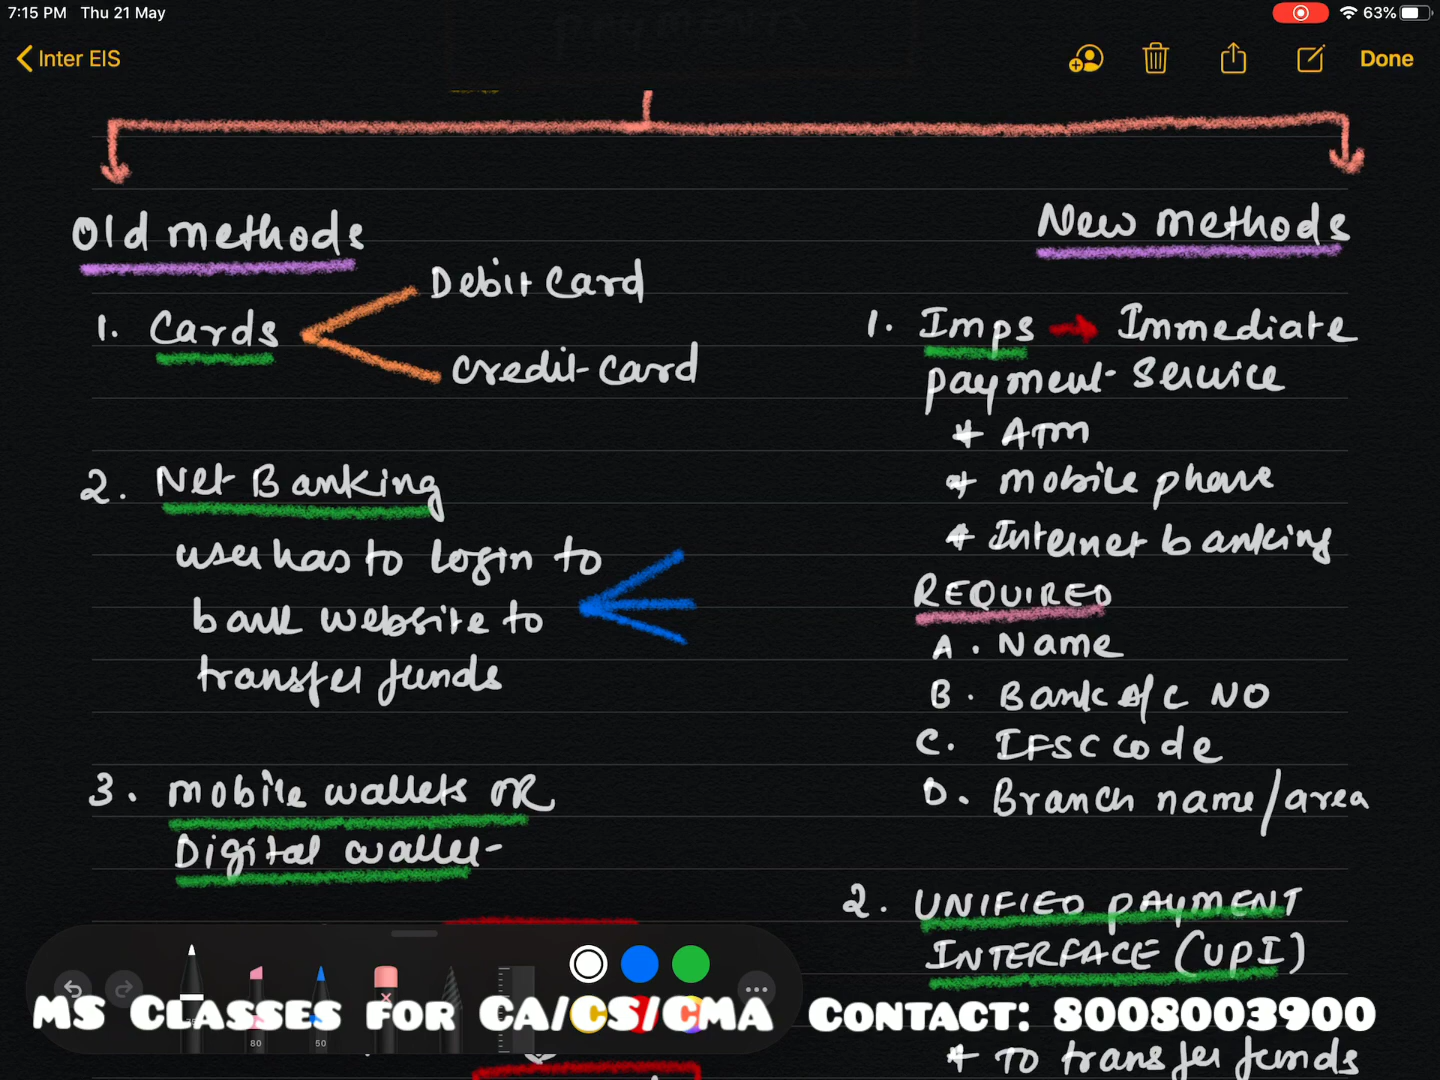 7:15 PM Thu 21 May
63%
Inter EIS
Done
Old methods
1. Cards
Debit Card
Credit-Card
2. Net Banking
user has to login to
bank website to
transfer funds
3. mobile wallets OR
Digital wallet-
New methods
1. Imps → Immediate
payment- Service
* ATM
* mobile phone
* Internet banking
REQUIRED
A. Name
B. Bank A/C NO
C. IFSC code
D. Branch name/area
2. UNIFIED PAYMENT
INTERFACE (UPI)
* To transfer funds
80
50
MS Classes for CA/CS/CMA Contact: 8008003900